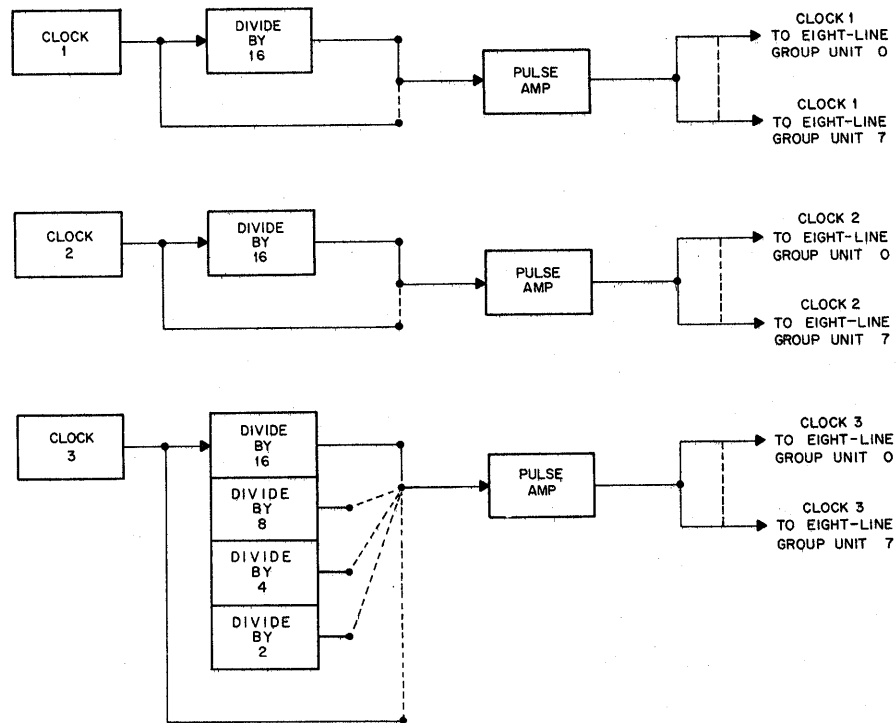 CLOCK
1
DIVIDE
BY
16
PULSE
AMP
CLOCK 1
TO EIGHT-LINE
GROUP UNIT 0
CLOCK 1
TO EIGHT-LINE
GROUP UNIT 7
CLOCK
2
DIVIDE
BY
16
PULSE
AMP
CLOCK 2
TO EIGHT-LINE
GROUP UNIT 0
CLOCK 2
TO EIGHT-LINE
GROUP UNIT 7
CLOCK
3
DIVIDE
BY
16
DIVIDE
BY
8
DIVIDE
BY
4
DIVIDE
BY
2
PULSE
AMP
CLOCK 3
TO EIGHT-LINE
GROUP UNIT 0
CLOCK 3
TO EIGHT-LINE
GROUP UNIT 7